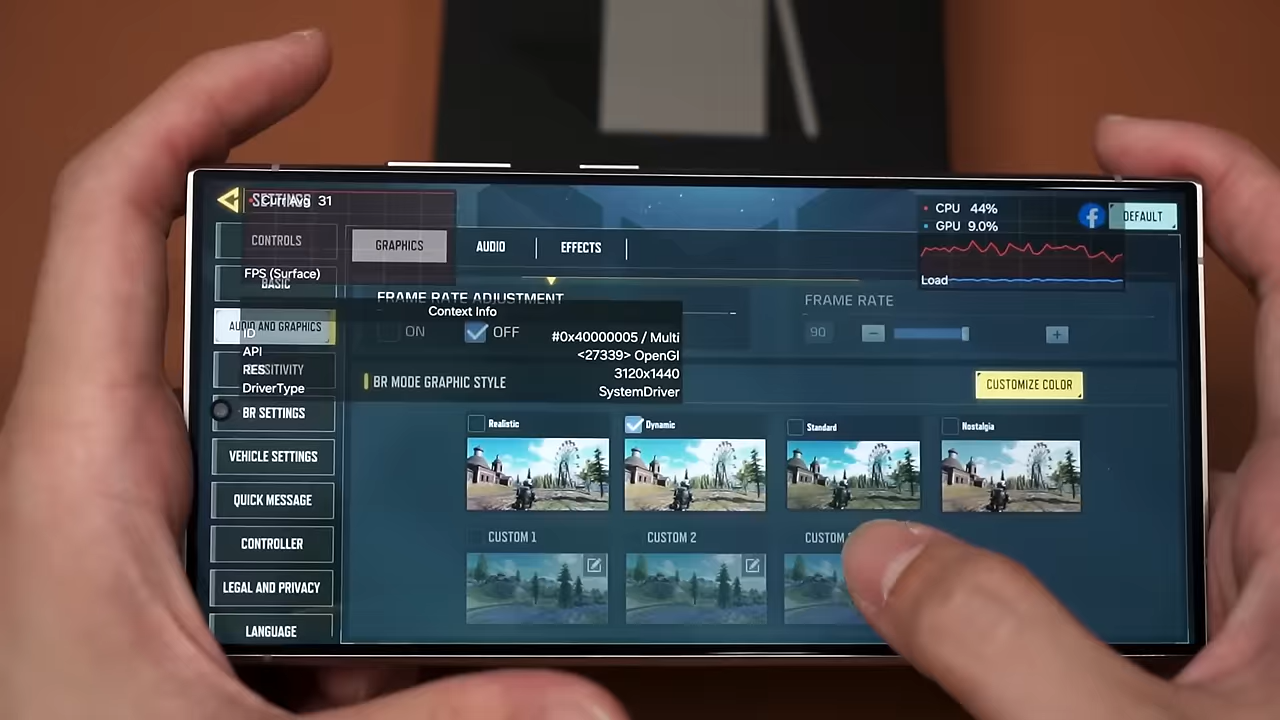 SETTINGS
31
CPU 44%
GPU 9.0%
Load
DEFAULT
CONTROLS
FPS (Surface)
BASIC
AUDIO AND GRAPHICS
ID
API
RES
DriverType
BR SETTINGS
VEHICLE SETTINGS
QUICK MESSAGE
CONTROLLER
LEGAL AND PRIVACY
LANGUAGE
GRAPHICS
AUDIO
EFFECTS
FRAME RATE ADJUSTMENT
Context Info
ON
OFF
#0x40000005 / Multi
<27339> OpenGl
3120x1440
SystemDriver
FRAME RATE
90
BR MODE GRAPHIC STYLE
CUSTOMIZE COLOR
Realistic
Dynamic
Standard
Nostalgia
CUSTOM 1
CUSTOM 2
CUSTOM